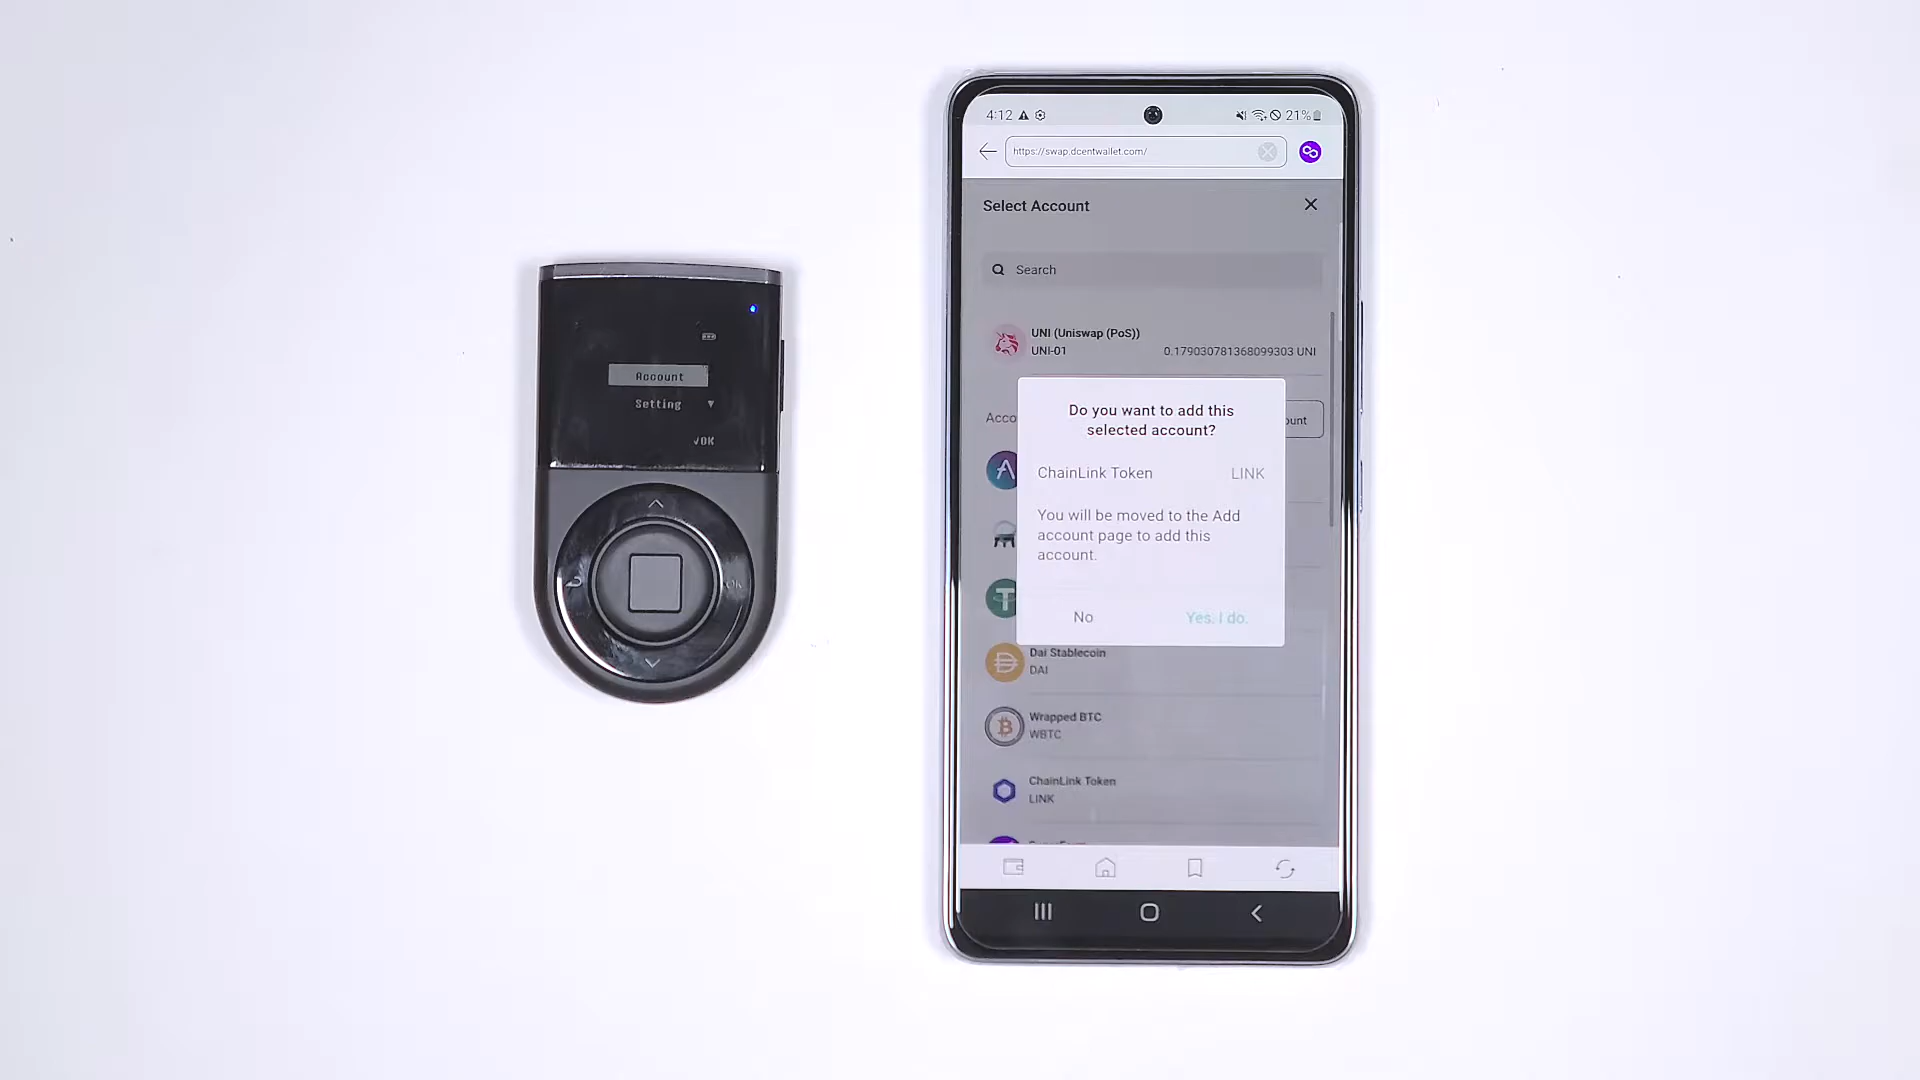 Account
Setting
√OK
OK
4:12
21%
https://swap.dcentwallet.com/
Select Account
Search
UNI (Uniswap (PoS))
UNI-01
0.179030781368099303 UNI
Acco
ount
Do you want to add this
selected account?
ChainLink Token LINK
You will be moved to the Add
account page to add this
account.
No
Yes, I do.
Dai Stablecoin
DAI
Wrapped BTC
WBTC
ChainLink Token
LINK